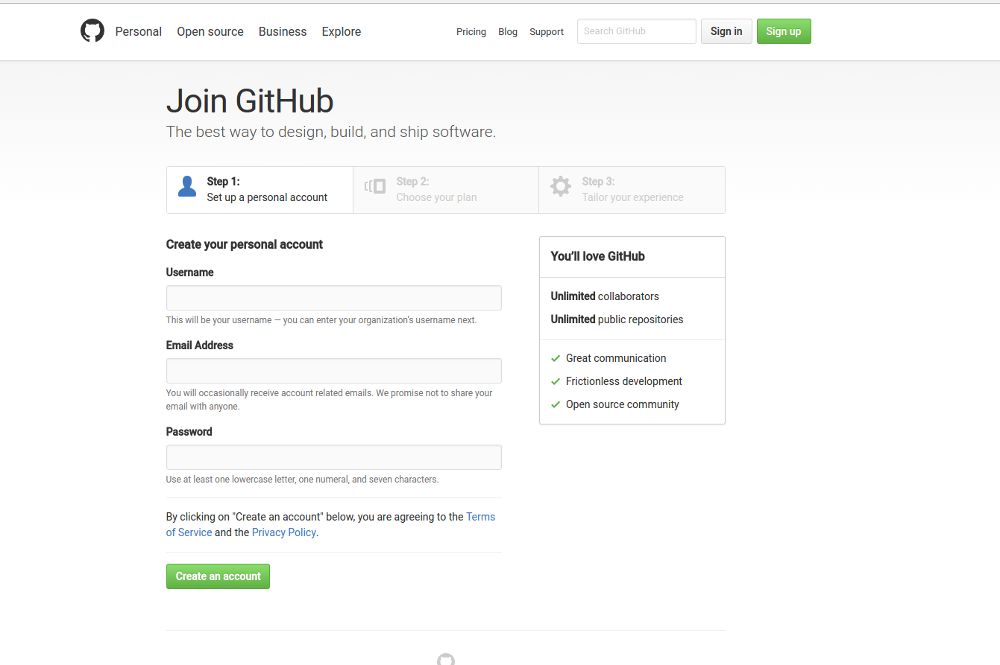 Personal Open source Business Explore Pricing Blog Support Search GitHub Sign in Sign up
Join GitHub
The best way to design, build, and ship software.
Step 1:
Set up a personal account
Step 2:
Choose your plan
Step 3:
Tailor your experience
Create your personal account
Username
This will be your username — you can enter your organization’s username next.
Email Address
You will occasionally receive account related emails. We promise not to share your
email with anyone.
Password
Use at least one lowercase letter, one numeral, and seven characters.
By clicking on "Create an account" below, you are agreeing to the Terms
of Service and the Privacy Policy.
Create an account
You’ll love GitHub
Unlimited collaborators
Unlimited public repositories
Great communication
Frictionless development
Open source community